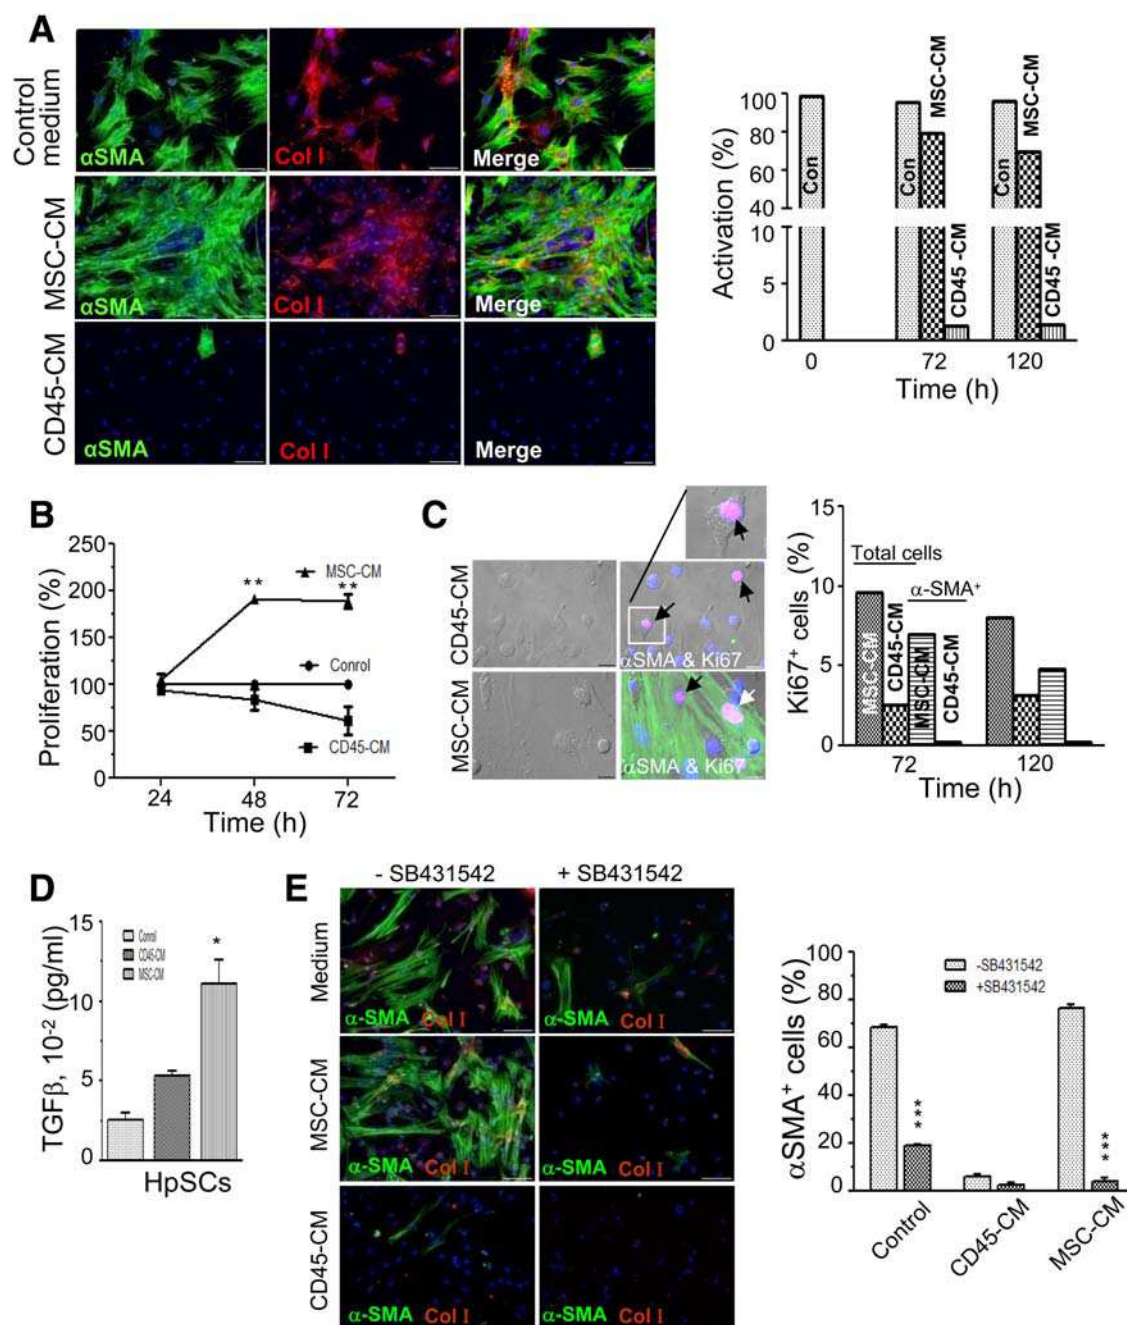 A
Control medium
αSMA
Col I
Merge
MSC-CM
αSMA
Col I
Merge
CD45-CM
αSMA
Col I
Merge
Activation (%)
100
80
60
40
10
5
0
Con
Con
MSC-CM
CD45 -CM
Con
MSC-CM
CD45 -CM
0
72
120
Time (h)
B
Proliferation (%)
250
200
150
100
50
0
**
**
MSC-CM
Conrol
CD45-CM
24
48
72
Time (h)
C
CD45-CM
αSMA & Ki67
MSC-CM
αSMA & Ki67
Ki67+ cells (%)
15
10
5
0
Total cells
α-SMA+
MSC-CM
CD45-CM
MSC-CM
CD45-CM
72
120
Time (h)
D
TGFβ, 10-2 (pg/ml)
15
10
5
0
Control
CD45-CM
MSC-CM
*
HpSCs
E
- SB431542
+ SB431542
Medium
α-SMA Col I
α-SMA Col I
MSC-CM
α-SMA Col I
α-SMA Col I
CD45-CM
α-SMA Col I
α-SMA Col I
αSMA+ cells (%)
100
80
60
40
20
0
-SB431542
+SB431542
***
***
Control
CD45-CM
MSC-CM